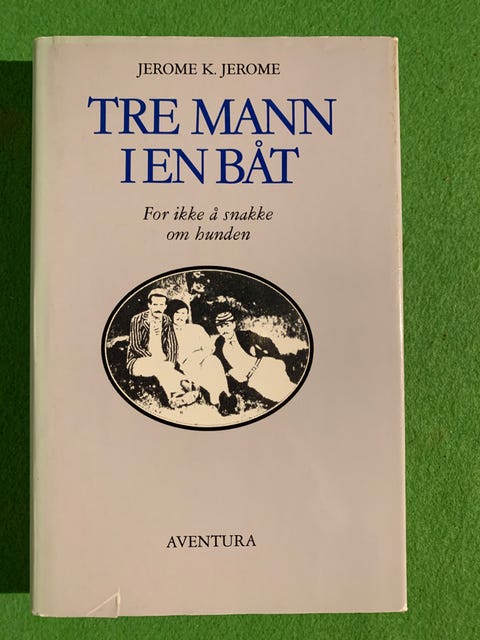 JEROME K. JEROME
TRE MANN
I EN BÅT
For ikke å snakke
om hunden
AVENTURA